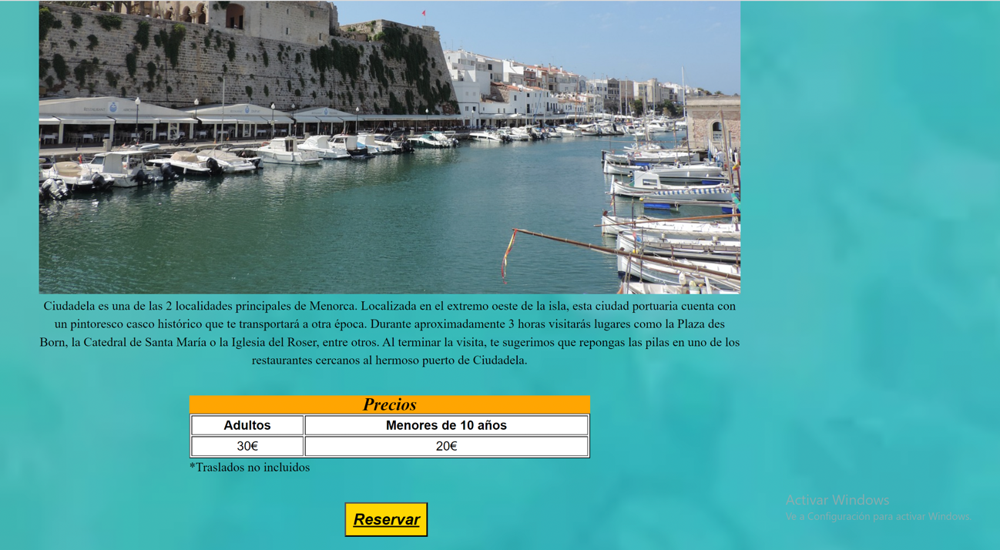 Ciudadela es una de las 2 localidades principales de Menorca. Localizada en el extremo oeste de la isla, esta ciudad portuaria cuenta con
un pintoresco casco histórico que te transportará a otra época. Durante aproximadamente 3 horas visitarás lugares como la Plaza des
Born, la Catedral de Santa María o la Iglesia del Roser, entre otros. Al terminar la visita, te sugerimos que repongas las pilas en uno de los
restaurantes cercanos al hermoso puerto de Ciudadela.
Precios
Adultos Menores de 10 años
30€ 20€
*Traslados no incluidos
Reservar
Activar Windows
Ve a Configuración para activar Windows.